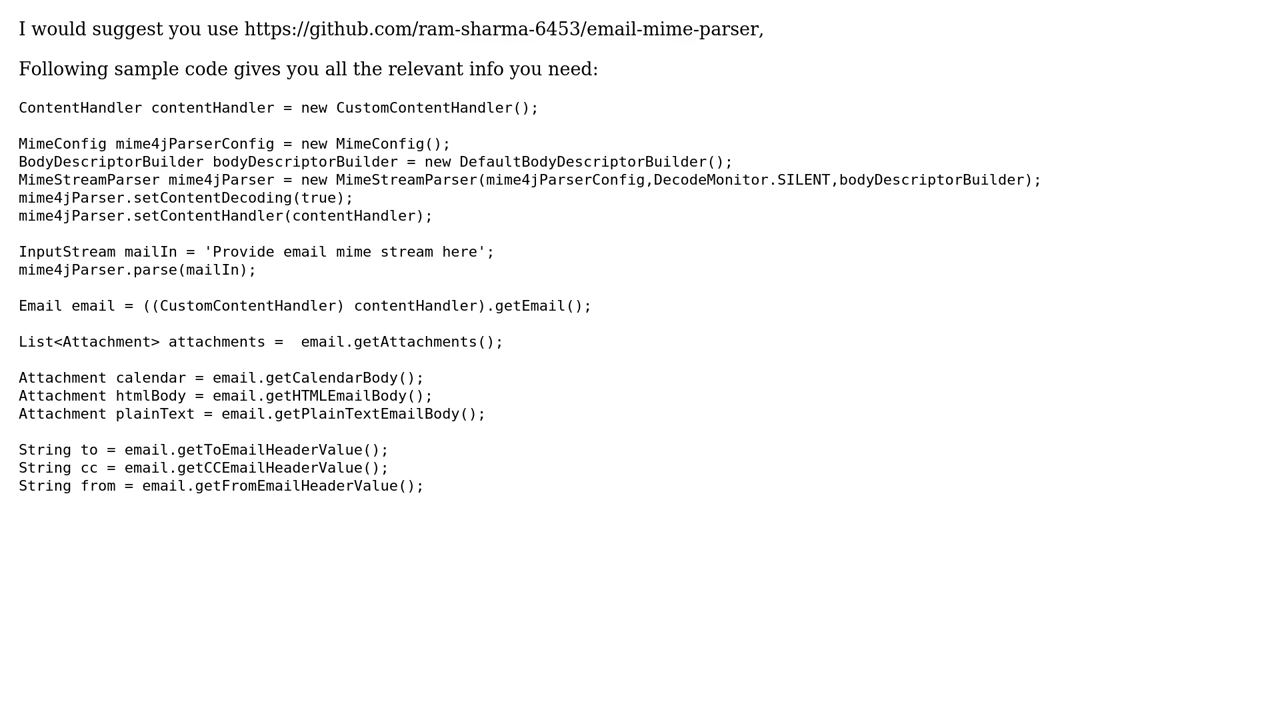 I would suggest you use https://github.com/ram-sharma-6453/email-mime-parser,
Following sample code gives you all the relevant info you need:
ContentHandler contentHandler = new CustomContentHandler();
MimeConfig mime4jParserConfig = new MimeConfig();
BodyDescriptorBuilder bodyDescriptorBuilder = new DefaultBodyDescriptorBuilder();
MimeStreamParser mime4jParser = new MimeStreamParser(mime4jParserConfig,DecodeMonitor.SILENT,bodyDescriptorBuilder);
mime4jParser.setContentDecoding(true);
mime4jParser.setContentHandler(contentHandler);
InputStream mailIn = 'Provide email mime stream here';
mime4jParser.parse(mailIn);
Email email = ((CustomContentHandler) contentHandler).getEmail();
List<Attachment> attachments =  email.getAttachments();
Attachment calendar = email.getCalendarBody();
Attachment htmlBody = email.getHTMLEmailBody();
Attachment plainText = email.getPlainTextEmailBody();
String to = email.getToEmailHeaderValue();
String cc = email.getCCEmailHeaderValue();
String from = email.getFromEmailHeaderValue();